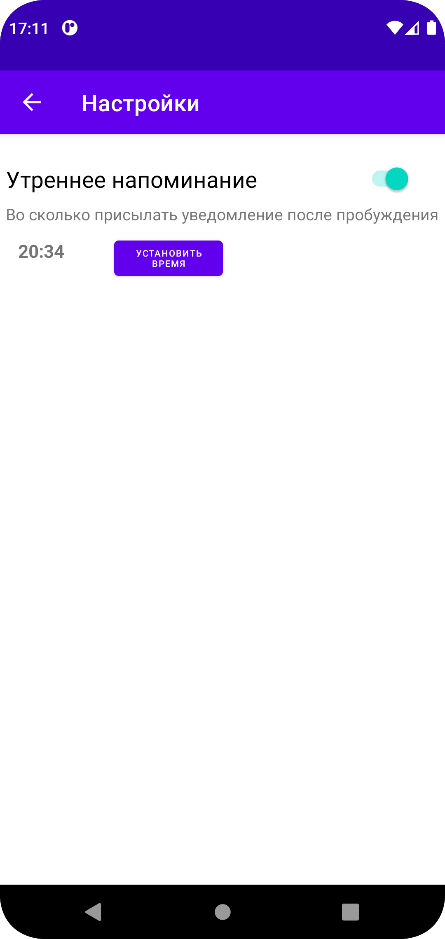 17:11
Настройки
Утреннее напоминание
Во сколько присылать уведомление после пробуждения
20:34
УСТАНОВИТЬ
ВРЕМЯ